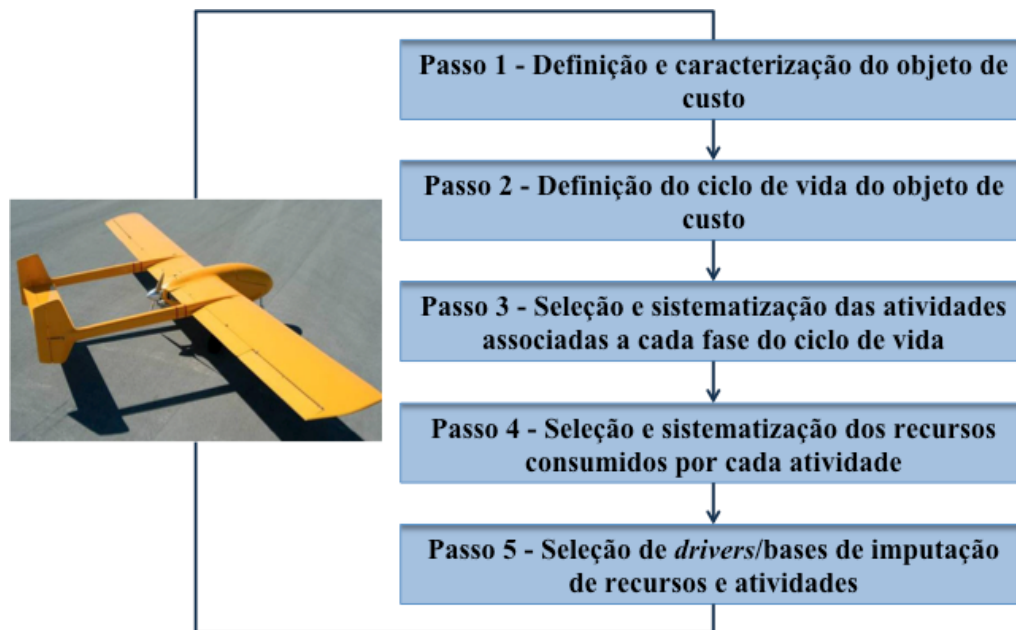 Passo 1 - Definição e caracterização do objeto de
custo
Passo 2 - Definição do ciclo de vida do objeto de
custo
Passo 3 - Seleção e sistematização das atividades
associadas a cada fase do ciclo de vida
Passo 4 - Seleção e sistematização dos recursos
consumidos por cada atividade
Passo 5 - Seleção de drivers/bases de imputação
de recursos e atividades